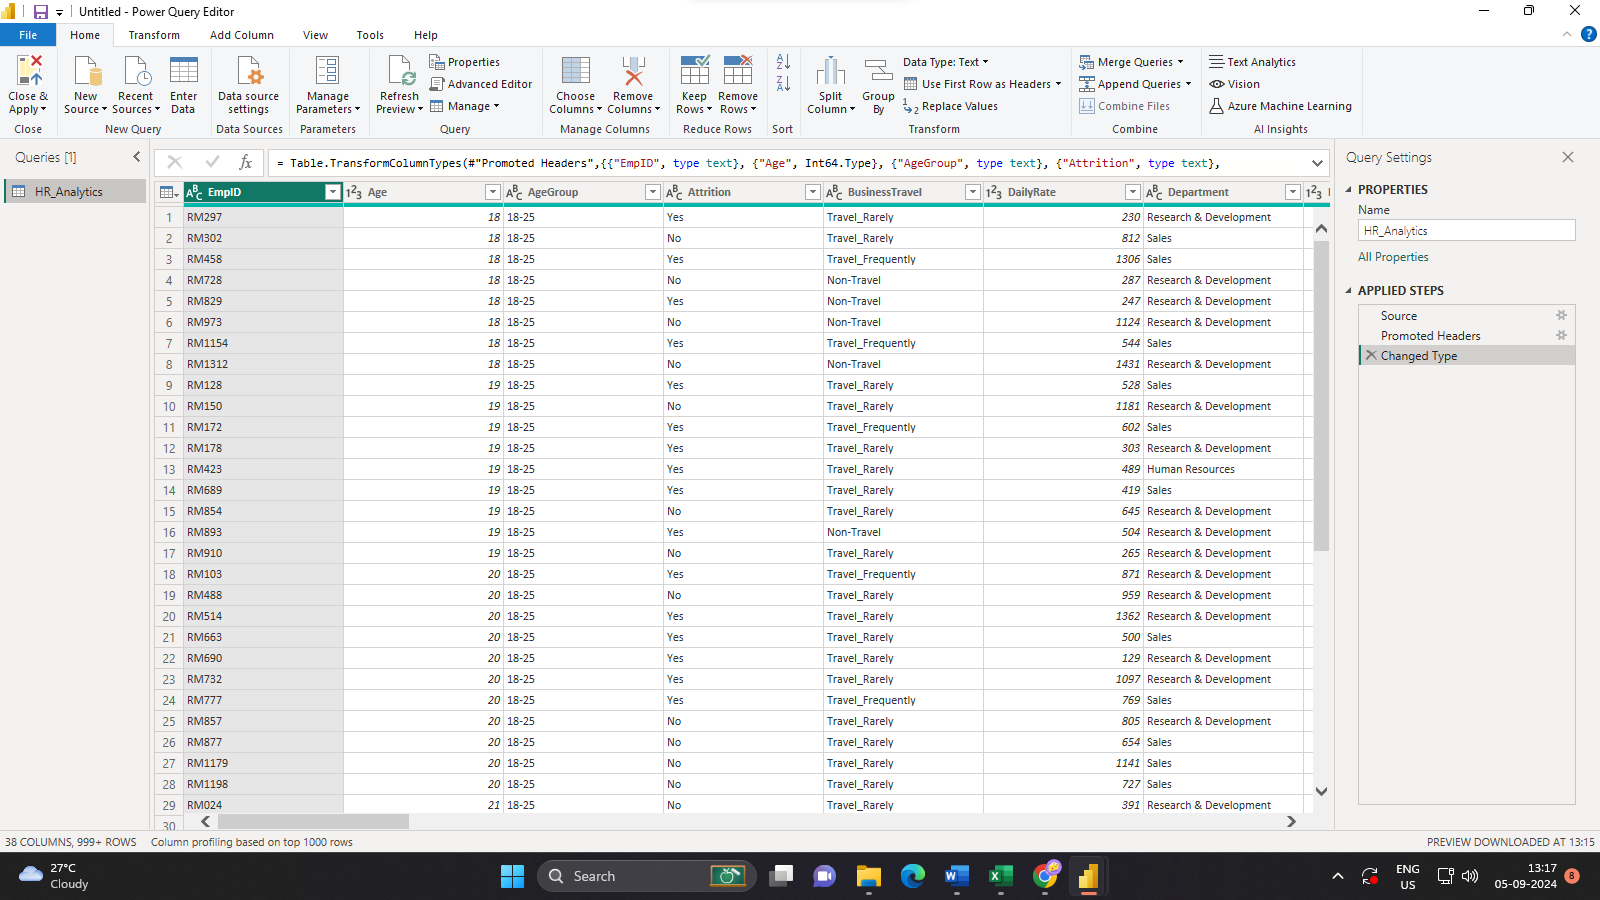 Untitled - Power Query Editor
File Home Transform Add Column View Tools Help
Close & Apply
New Source
Recent Sources
Enter Data
Data source settings
Manage Parameters
Refresh Preview
Properties
Advanced Editor
Manage
Choose Columns
Remove Columns
Keep Rows
Remove Rows
Split Column
Group By
Data Type: Text
Use First Row as Headers
Replace Values
Merge Queries
Append Queries
Combine Files
Text Analytics
Vision
Azure Machine Learning
Close New Query Data Sources Parameters Query Manage Columns Reduce Rows Sort Transform Combine AI Insights
Queries [1]
HR_Analytics
= Table.TransformColumnTypes(#"Promoted Headers",{{"EmpID", type text}, {"Age", Int64.Type}, {"AgeGroup", type text}, {"Attrition", type text},
EmpID Age AgeGroup Attrition BusinessTravel DailyRate Department
1 RM297 18 18-25 Yes Travel_Rarely 230 Research & Development
2 RM302 18 18-25 No Travel_Rarely 812 Sales
3 RM458 18 18-25 Yes Travel_Frequently 1306 Sales
4 RM728 18 18-25 No Non-Travel 287 Research & Development
5 RM829 18 18-25 Yes Non-Travel 247 Research & Development
6 RM973 18 18-25 No Non-Travel 1124 Research & Development
7 RM1154 18 18-25 Yes Travel_Frequently 544 Sales
8 RM1312 18 18-25 No Non-Travel 1431 Research & Development
9 RM128 19 18-25 Yes Travel_Rarely 528 Sales
10 RM150 19 18-25 No Travel_Rarely 1181 Research & Development
11 RM172 19 18-25 Yes Travel_Frequently 602 Sales
12 RM178 19 18-25 Yes Travel_Rarely 303 Research & Development
13 RM423 19 18-25 Yes Travel_Rarely 489 Human Resources
14 RM689 19 18-25 Yes Travel_Rarely 419 Sales
15 RM854 19 18-25 No Travel_Rarely 645 Research & Development
16 RM893 19 18-25 Yes Non-Travel 504 Research & Development
17 RM910 19 18-25 No Travel_Rarely 265 Research & Development
18 RM103 20 18-25 Yes Travel_Frequently 871 Research & Development
19 RM488 20 18-25 No Travel_Rarely 959 Research & Development
20 RM514 20 18-25 Yes Travel_Rarely 1362 Research & Development
21 RM663 20 18-25 Yes Travel_Rarely 500 Sales
22 RM690 20 18-25 Yes Travel_Rarely 129 Research & Development
23 RM732 20 18-25 Yes Travel_Rarely 1097 Research & Development
24 RM777 20 18-25 Yes Travel_Frequently 769 Sales
25 RM857 20 18-25 No Travel_Rarely 805 Research & Development
26 RM877 20 18-25 No Travel_Rarely 654 Sales
27 RM1179 20 18-25 No Travel_Rarely 1141 Sales
28 RM1198 20 18-25 No Travel_Rarely 727 Sales
29 RM024 21 18-25 No Travel_Rarely 391 Research & Development
30
Query Settings
PROPERTIES
Name
HR_Analytics
All Properties
APPLIED STEPS
Source
Promoted Headers
Changed Type
38 COLUMNS, 999+ ROWS Column profiling based on top 1000 rows PREVIEW DOWNLOADED AT 13:15
27°C
Cloudy
Search
ENG
US
13:17
05-09-2024
8